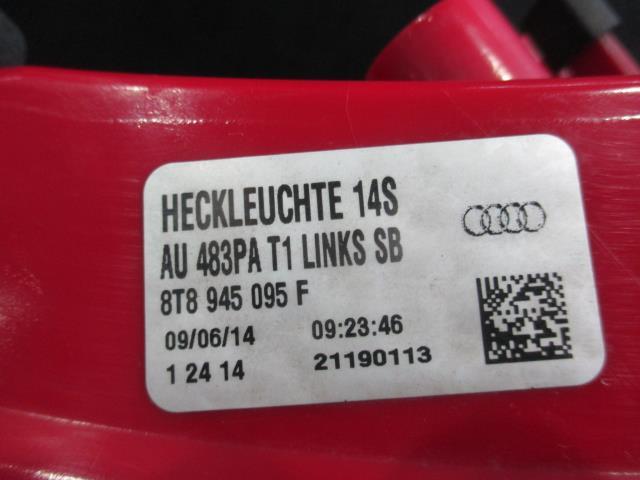 HECKLEUCHTE 14S
AU 483PA T1 LINKS SB
8T8 945 095 F
09/06/14 09:23:46
1 24 14 21190113